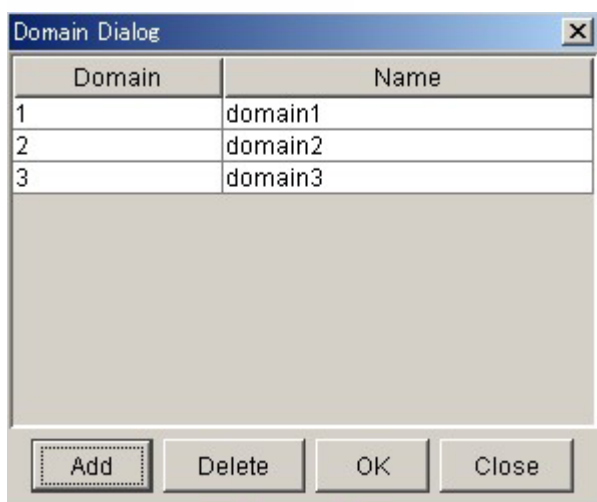 Domain Dialog
Domain Name
1 domain1
2 domain2
3 domain3
Add Delete OK Close